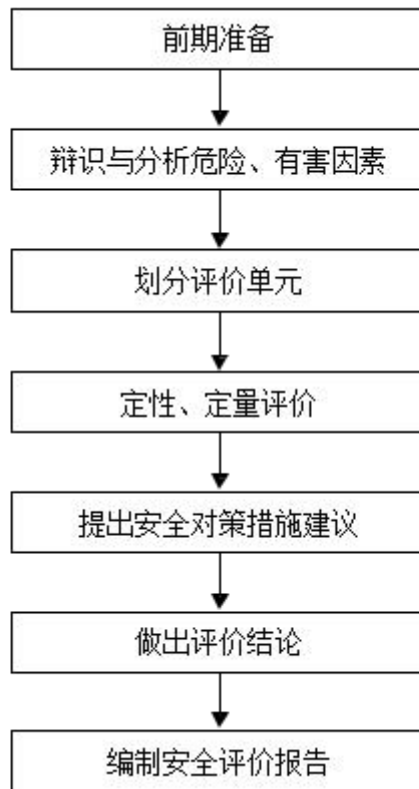 前期准备
辩识与分析危险、有害因素
划分评价单元
定性、定量评价
提出安全对策措施建议
做出评价结论
编制安全评价报告